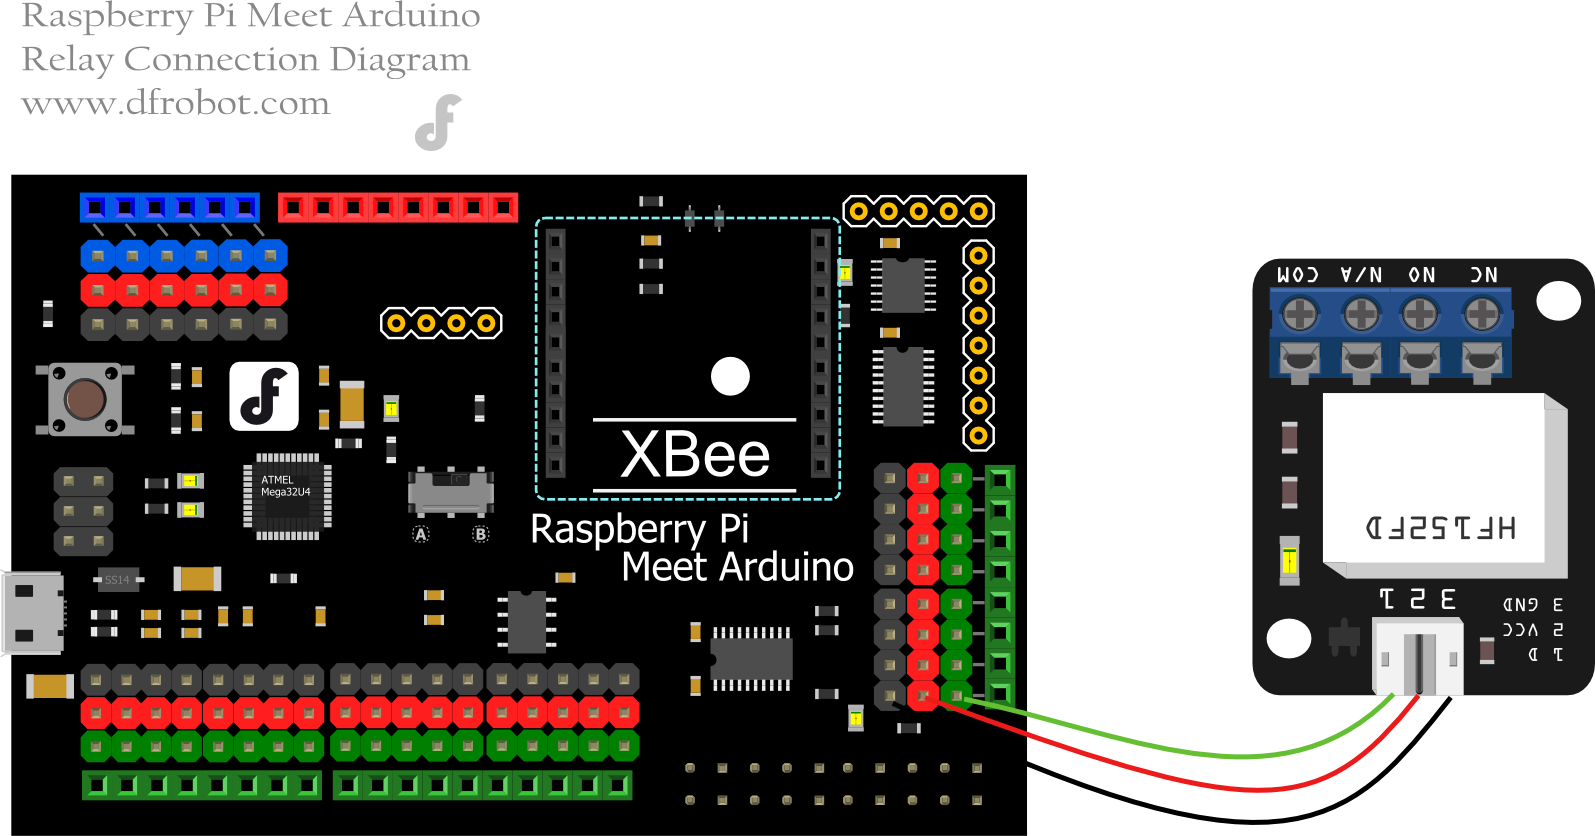 Raspberry Pi Meet Arduino
Relay Connection Diagram
www.dfrobot.com
COM N/A NO NC
ATMEL
Mega32U4
XBee
A B
Raspberry Pi
Meet Arduino
SS14
HF152FD
1 2 3
3 GND
2 VCC
1 D